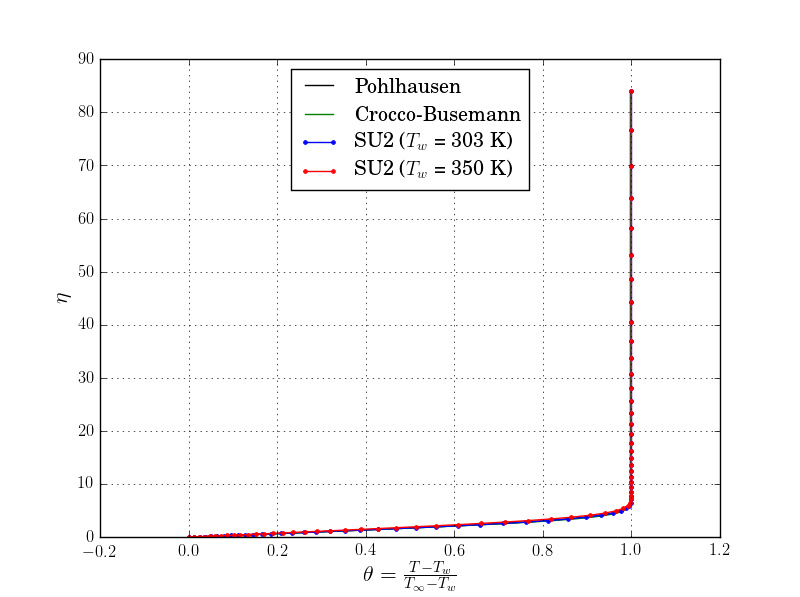 90
80
70
60
50
40
30
20
10
0
η
Pohlhausen
Crocco-Busemann
SU2 (T_w = 303 K)
SU2 (T_w = 350 K)
−0.2 0.0 0.2 0.4 0.6 0.8 1.0 1.2
θ = \frac{T−T_w}{T_∞−T_w}